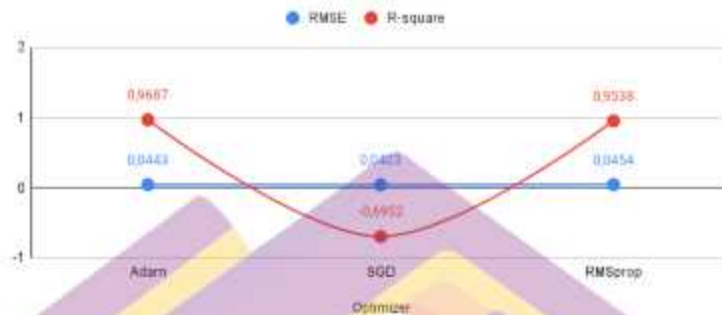 RMSE R-square
2
0,9687 0,9538
1
0,0443 0,0454
0
-0,6952
-1
Adam SGD RMSprop
Optimizer